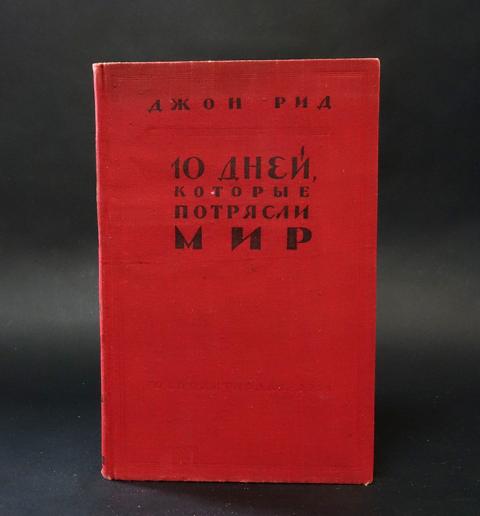 ДЖОН РИД
10 ДНЕЙ,
КОТОРЫЕ
ПОТРЯСЛИ
МИР